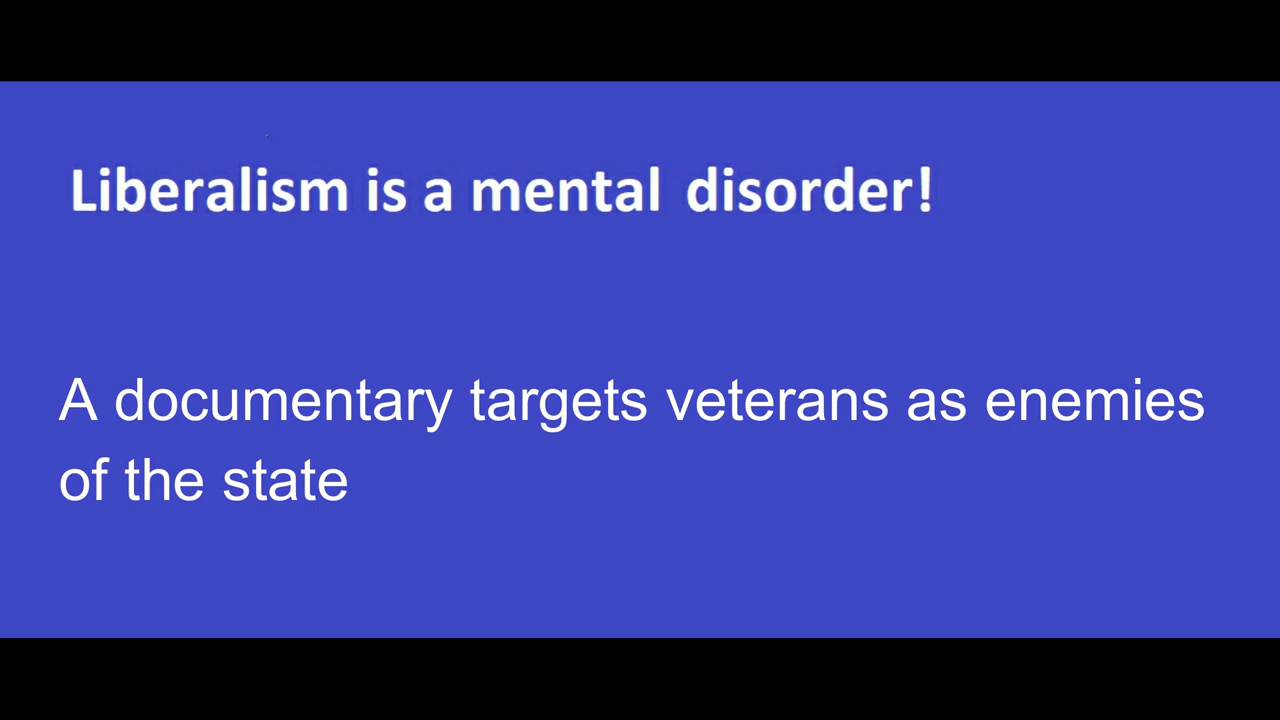 Liberalism is a mental disorder!
A documentary targets veterans as enemies
of the state